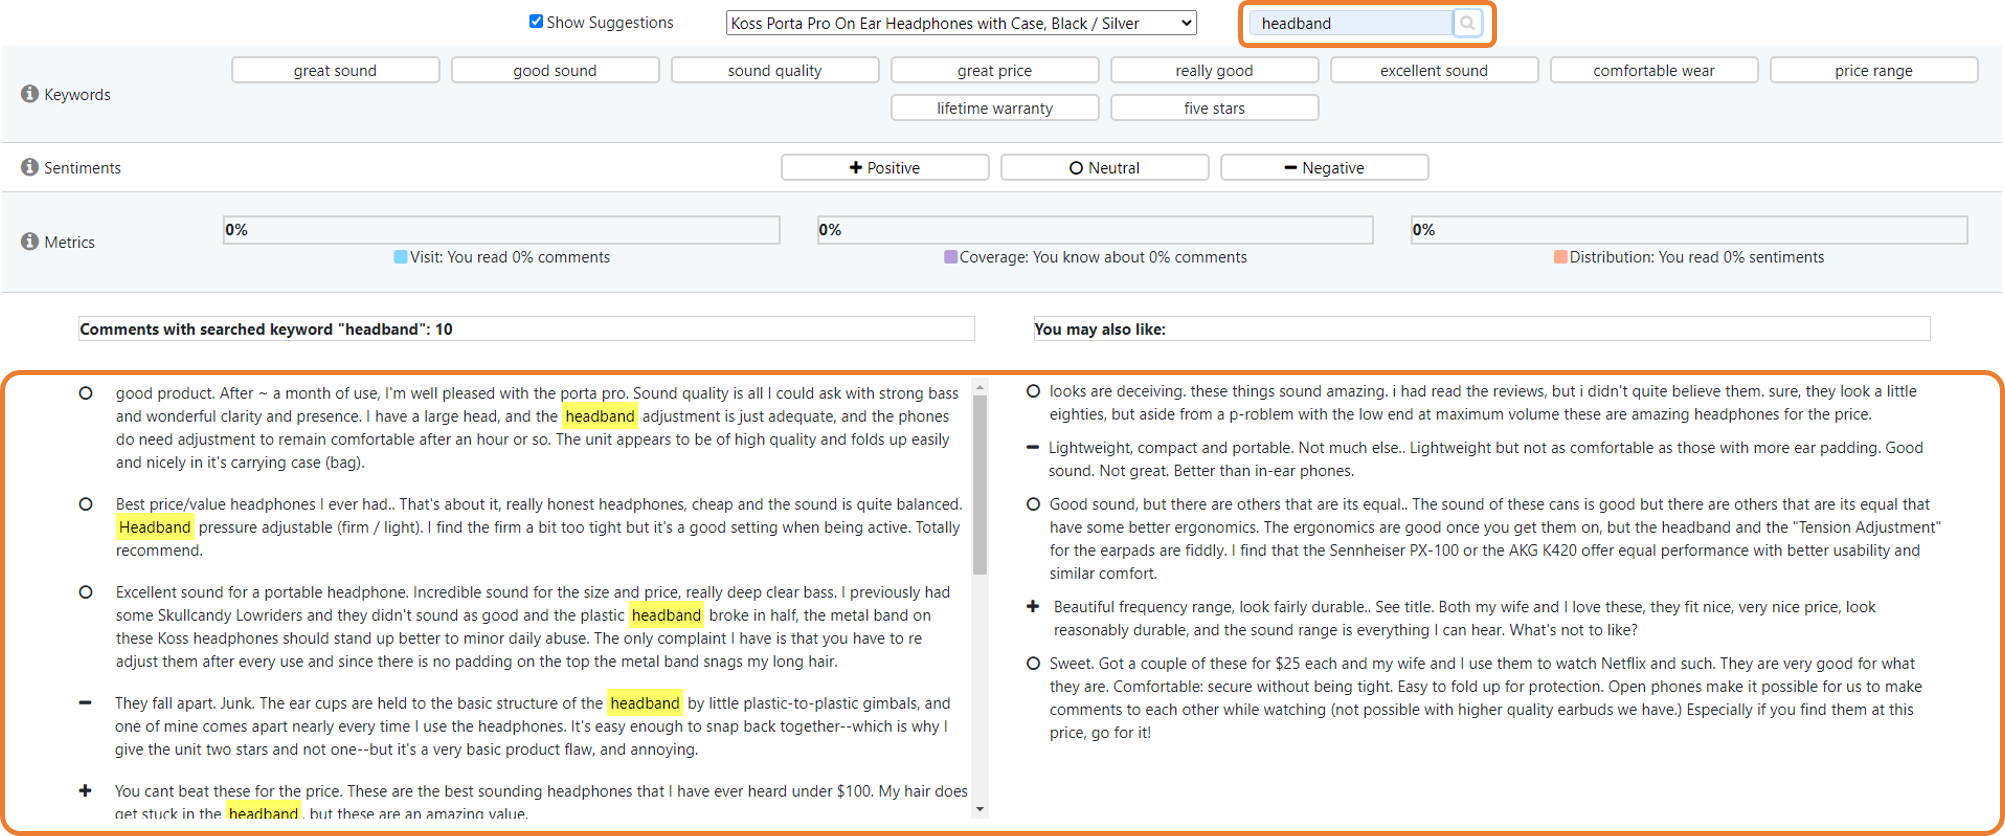 Show Suggestions
Koss Porta Pro On Ear Headphones with Case, Black / Silver
headband
Keywords
great sound
good sound
sound quality
great price
really good
excellent sound
comfortable wear
price range
lifetime warranty
five stars
Sentiments
Positive
Neutral
Negative
Metrics
0%
Visit: You read 0% comments
0%
Coverage: You know about 0% comments
0%
Distribution: You read 0% sentiments
Comments with searched keyword "headband": 10
good product. After ~ a month of use, I'm well pleased with the porta pro. Sound quality is all I could ask with strong bass
and wonderful clarity and presence. I have a large head, and the headband adjustment is just adequate, and the phones
do need adjustment to remain comfortable after an hour or so. The unit appears to be of high quality and folds up easily
and nicely in it's carrying case (bag).
Best price/value headphones I ever had.. That's about it, really honest headphones, cheap and the sound is quite balanced.
Headband pressure adjustable (firm / light). I find the firm a bit too tight but it's a good setting when being active. Totally
recommend.
Excellent sound for a portable headphone. Incredible sound for the size and price, really deep clear bass. I previously had
some Skullcandy Lowriders and they didn't sound as good and the plastic headband broke in half, the metal band on
these Koss headphones should stand up better to minor daily abuse. The only complaint I have is that you have to re
adjust them after every use and since there is no padding on the top the metal band snags my long hair.
They fall apart. Junk. The ear cups are held to the basic structure of the headband by little plastic-to-plastic gimbals, and
one of mine comes apart nearly every time I use the headphones. It's easy enough to snap back together--which is why I
give the unit two stars and not one--but it's a very basic product flaw, and annoying.
You cant beat these for the price. These are the best sounding headphones that I have ever heard under $100. My hair does
get stuck in the headband, but these are an amazing value.
You may also like:
looks are deceiving. these things sound amazing. i had read the reviews, but i didn't quite believe them. sure, they look a little
eighties, but aside from a p-roblem with the low end at maximum volume these are amazing headphones for the price.
Lightweight, compact and portable. Not much else.. Lightweight but not as comfortable as those with more ear padding. Good
sound. Not great. Better than in-ear phones.
Good sound, but there are others that are its equal.. The sound of these cans is good but there are others that are its equal that
have some better ergonomics. The ergonomics are good once you get them on, but the headband and the "Tension Adjustment"
for the earpads are fiddly. I find that the Sennheiser PX-100 or the AKG K420 offer equal performance with better usability and
similar comfort.
Beautiful frequency range, look fairly durable.. See title. Both my wife and I love these, they fit nice, very nice price, look
reasonably durable, and the sound range is everything I can hear. What's not to like?
Sweet. Got a couple of these for $25 each and my wife and I use them to watch Netflix and such. They are very good for what
they are. Comfortable: secure without being tight. Easy to fold up for protection. Open phones make it possible for us to make
comments to each other while watching (not possible with higher quality earbuds we have.) Especially if you find them at this
price, go for it!